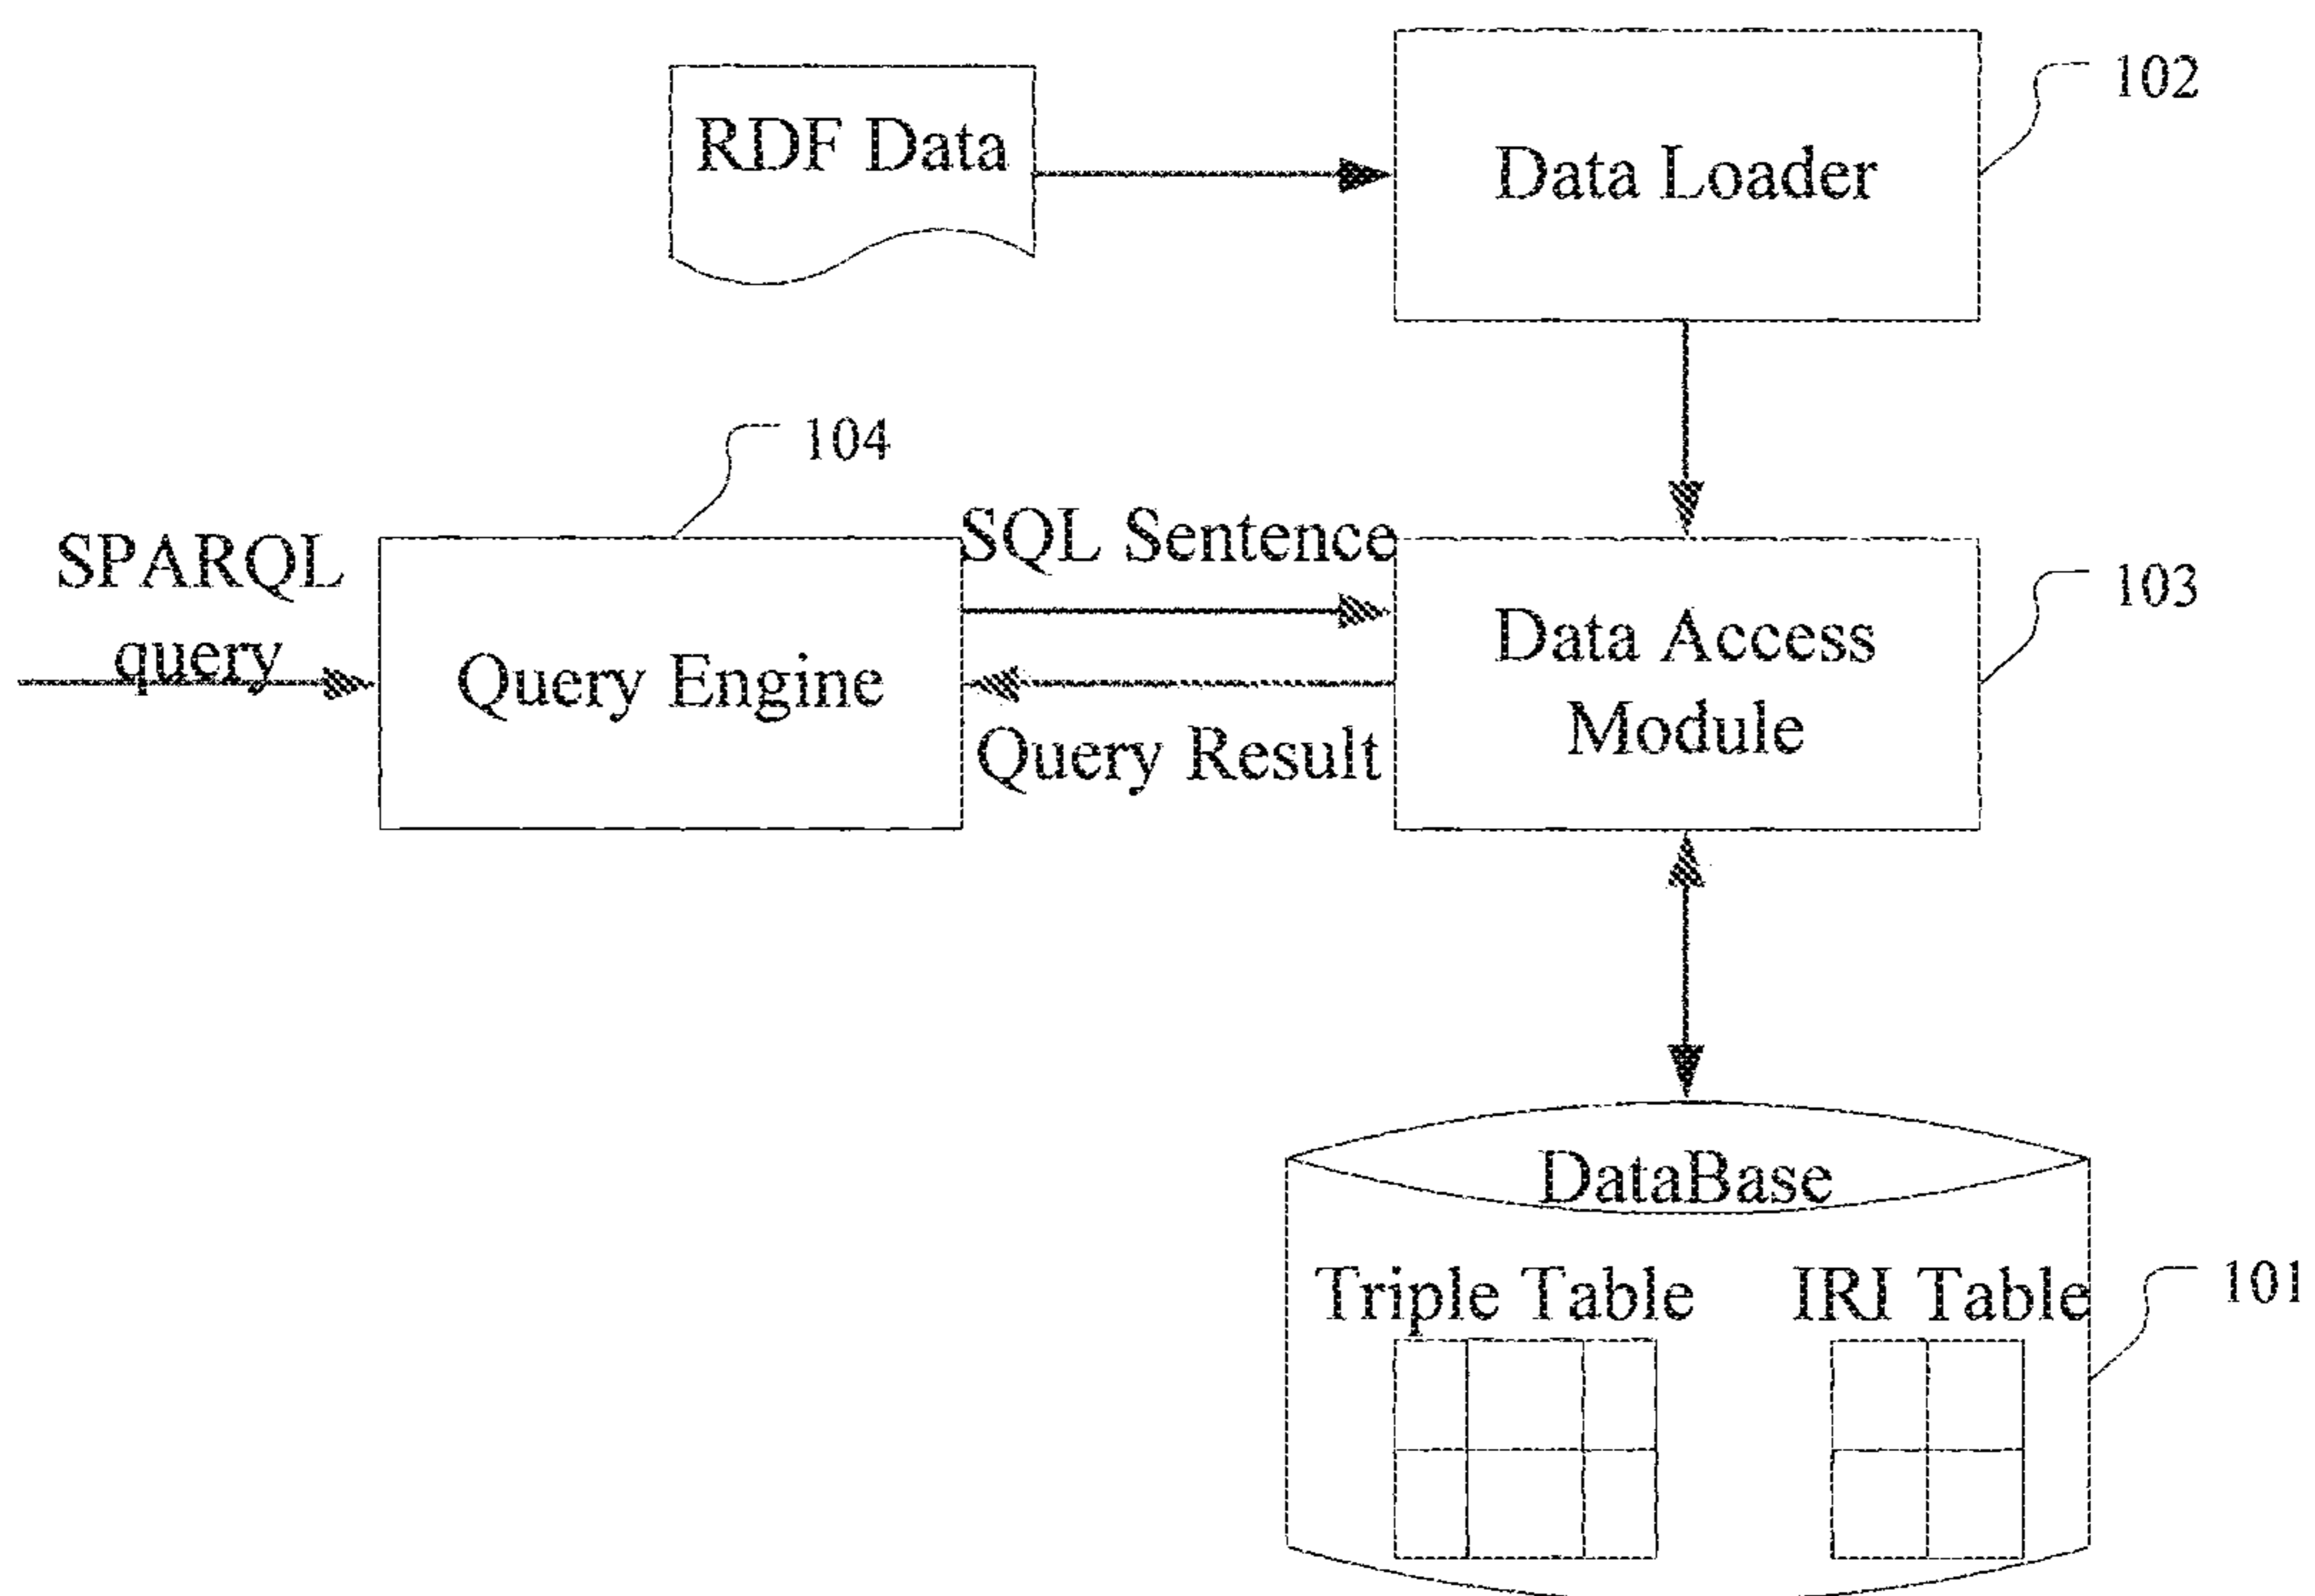 RDF Data
Data Loader
102
104
SPARQL
query
Query Engine
SQL Sentence
Query Result
Data Access
Module
103
DataBase
Triple Table
IRI Table
101